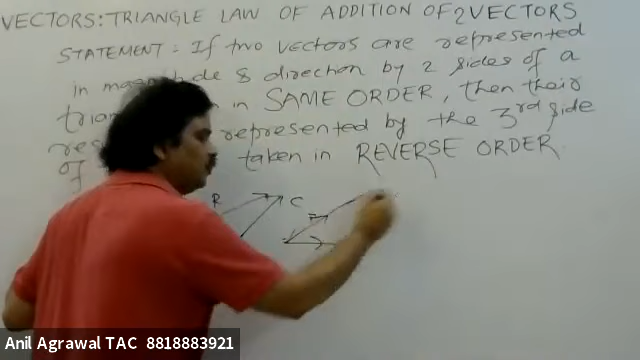 VECTORS: TRIANGLE LAW OF ADDITION OF 2 VECTORS
STATEMENT = If two vectors are represented
in magnitude & direction by 2 sides of a
in SAME ORDER, then their
represented by the 3rd side
of taken in REVERSE ORDER
R C
Anil Agrawal TAC 8818883921